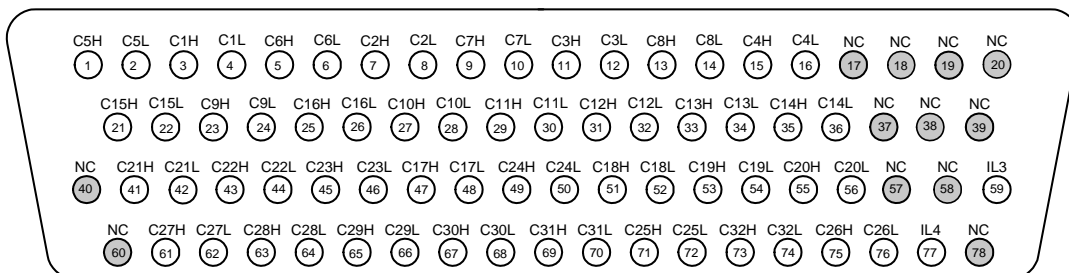 C5H C5L C1H C1L C6H C6L C2H C2L C7H C7L C3H C3L C8H C8L C4H C4L NC NC NC NC
1 2 3 4 5 6 7 8 9 10 11 12 13 14 15 16 17 18 19 20
C15H C15L C9H C9L C16H C16L C10H C10L C11H C11L C12H C12L C13H C13L C14H C14L NC NC NC
21 22 23 24 25 26 27 28 29 30 31 32 33 34 35 36 37 38 39
NC C21H C21L C22H C22L C23H C23L C17H C17L C24H C24L C18H C18L C19H C19L C20H C20L NC NC IL3
40 41 42 43 44 45 46 47 48 49 50 51 52 53 54 55 56 57 58 59
NC C27H C27L C28H C28L C29H C29L C30H C30L C31H C31L C25H C25L C32H C32L C26H C26L IL4 NC
60 61 62 63 64 65 66 67 68 69 70 71 72 73 74 75 76 77 78